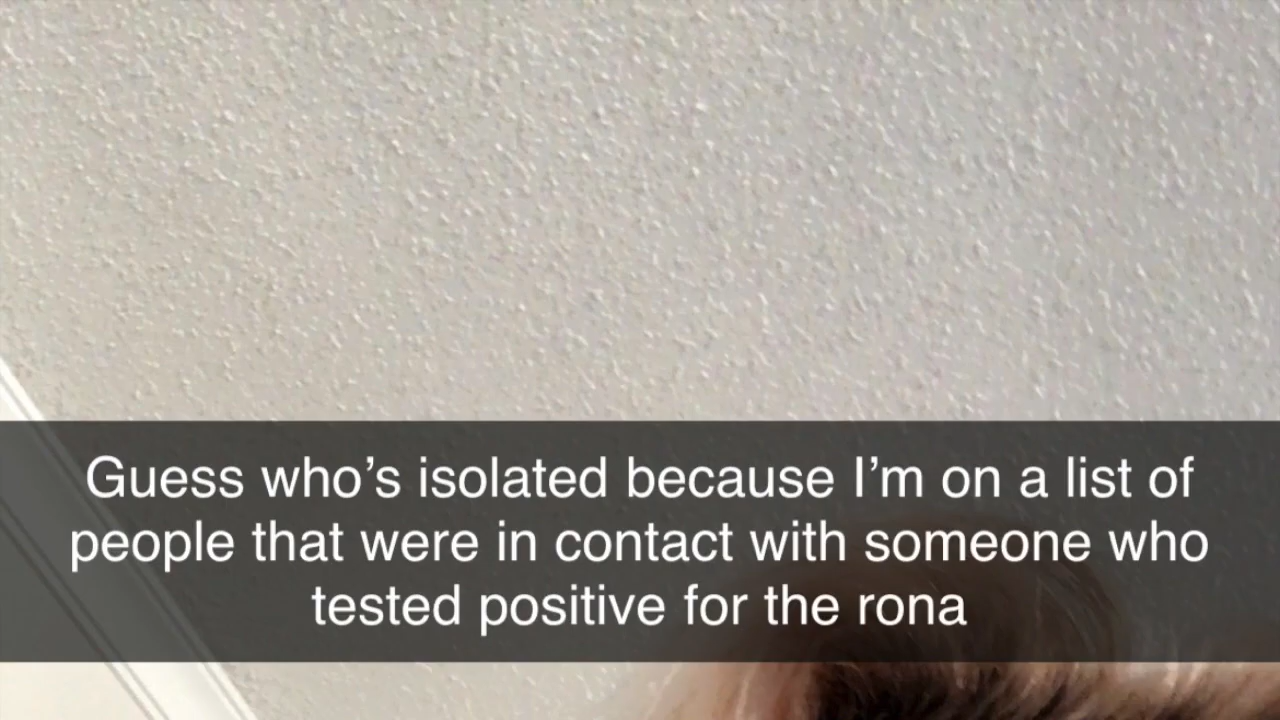 Guess who’s isolated because I’m on a list of
people that were in contact with someone who
tested positive for the rona